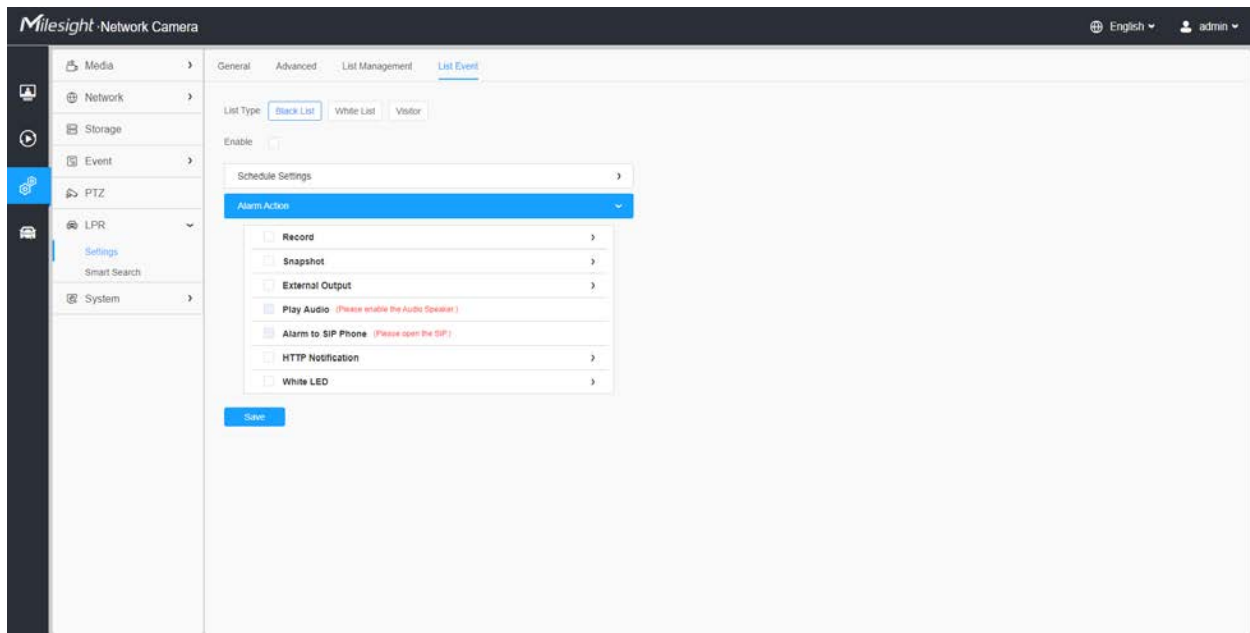 Milesight · Network Camera
English
admin
Media
Network
Storage
Event
PTZ
LPR
Settings
Smart Search
System
General Advanced List Management List Event
List Type Black List White List Visitor
Enable
Schedule Settings
Alarm Action
Record
Snapshot
External Output
Play Audio (Please enable the Audio Speaker.)
Alarm to SIP Phone (Please open the SIP.)
HTTP Notification
White LED
Save